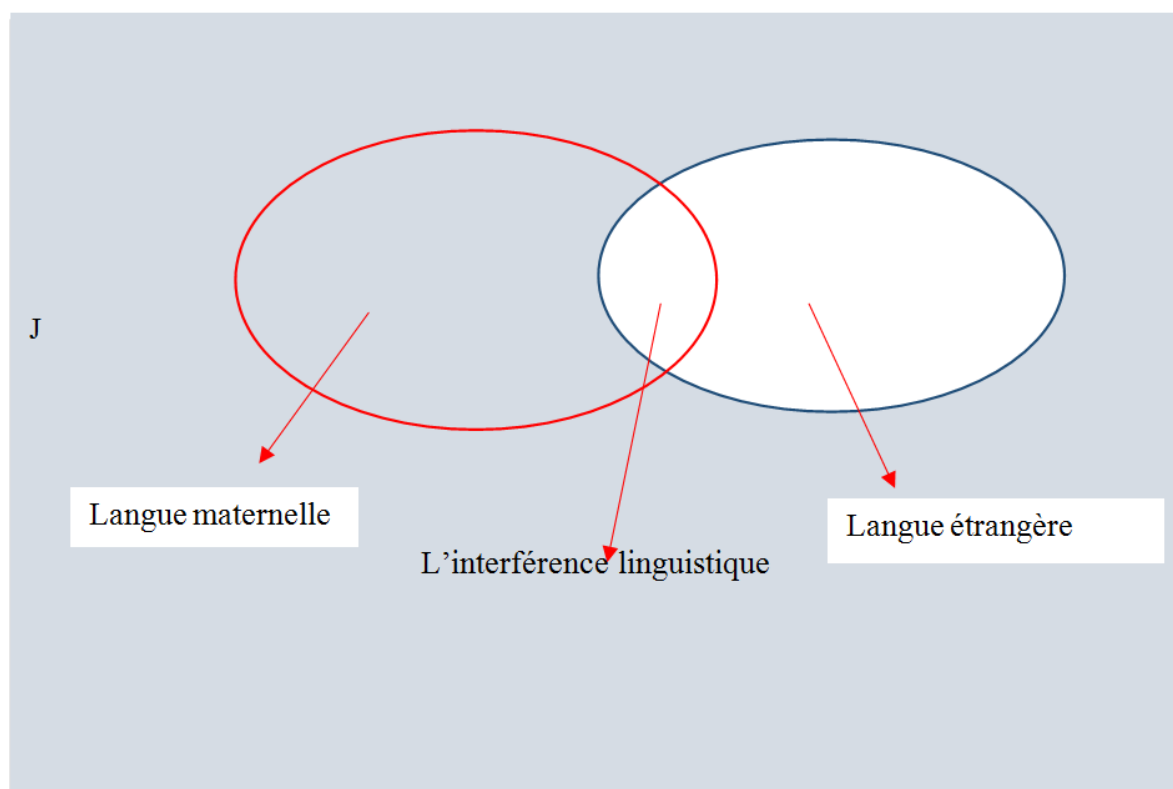 J
Langue maternelle
L’interférence linguistique
Langue étrangère